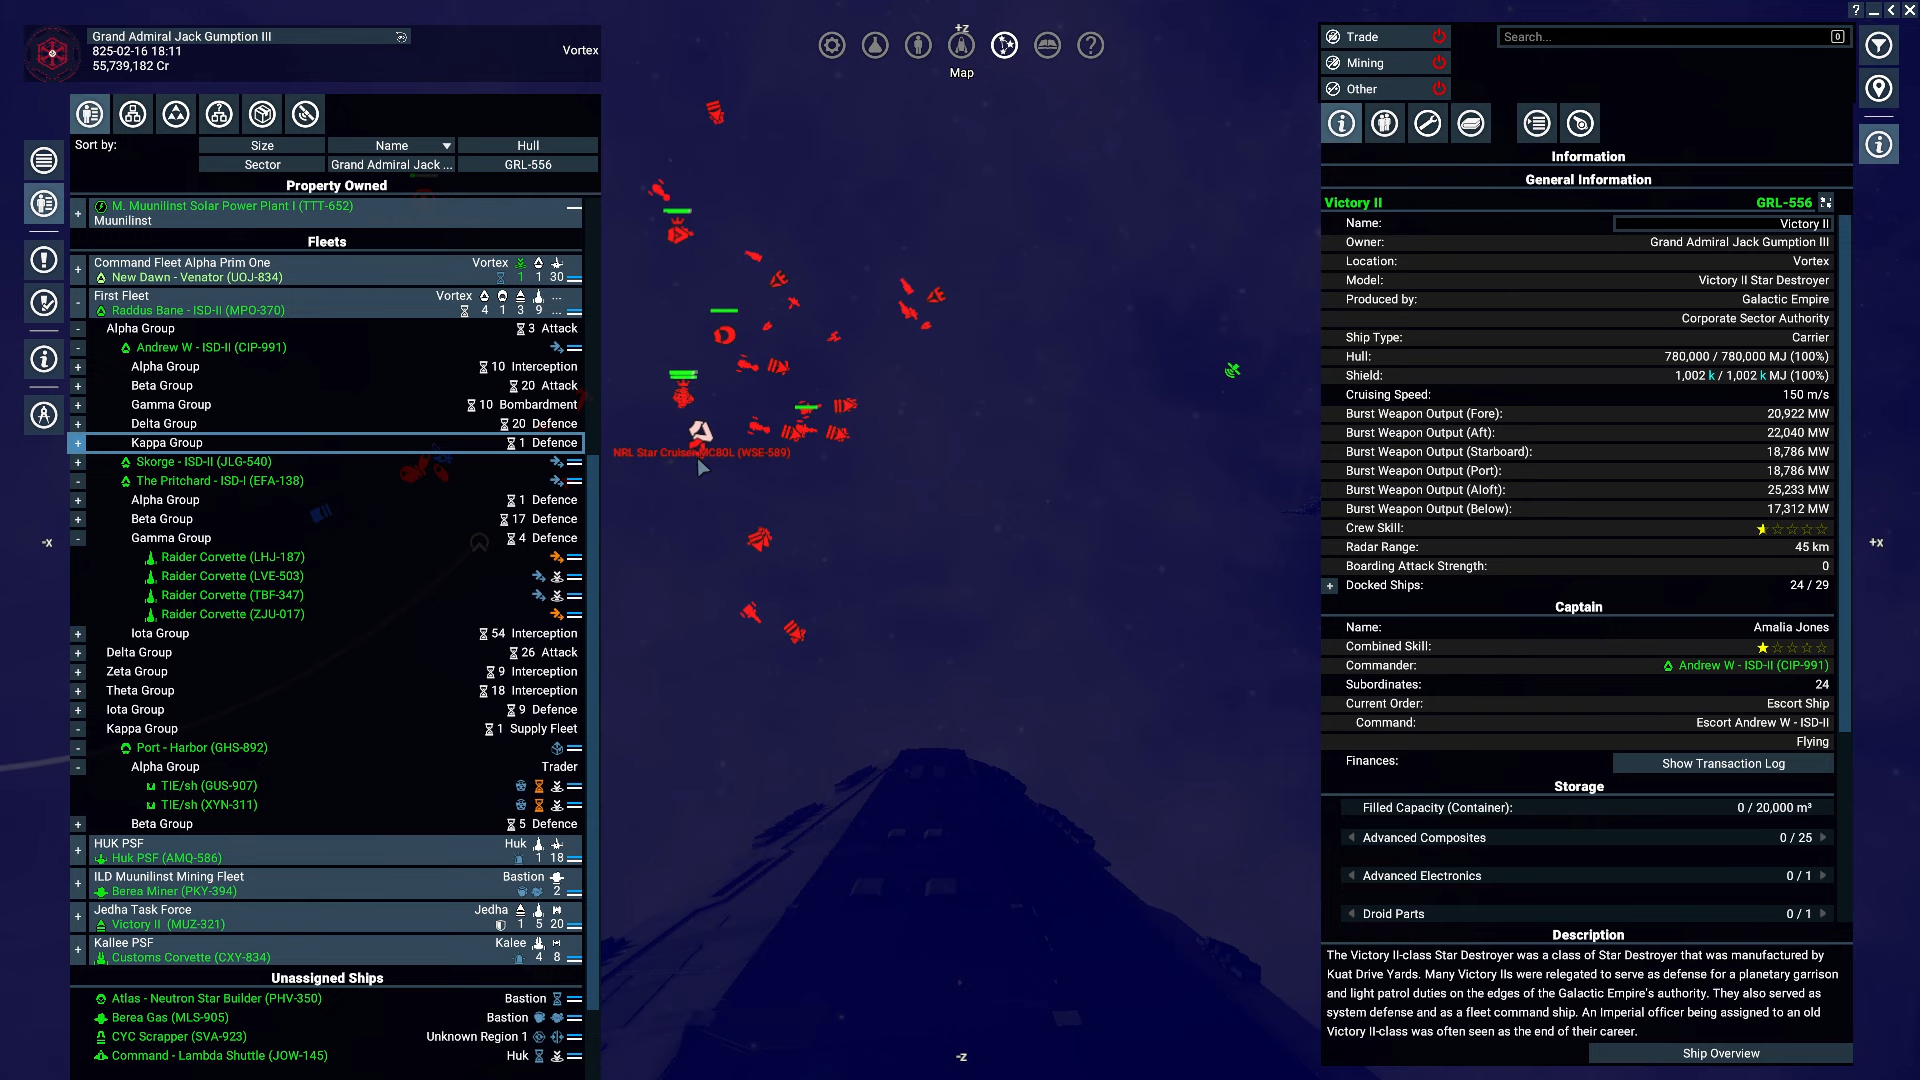 Grand Admiral Jack Gumption III
825-02-16 18:11
55,739,182 Cr
Vortex
Sort by:
Size
Name
Hull
Sector
Grand Admiral Jack ...
GRL-556
Property Owned
M. Muunilinst Solar Power Plant I (TTT-652)
Muunilinst
Fleets
Command Fleet Alpha Prim One Vortex
New Dawn - Venator (UOJ-834) 1 1 30
First Fleet Vortex ...
Raddus Bane - ISD-II (MPO-370) 4 1 3 9 ...
Alpha Group 3 Attack
Andrew W - ISD-II (CIP-991)
Alpha Group 10 Interception
Beta Group 20 Attack
Gamma Group 10 Bombardment
Delta Group 20 Defence
Kappa Group 1 Defence
Skorge - ISD-II (JLG-540)
The Pritchard - ISD-I (EFA-138)
Alpha Group 1 Defence
Beta Group 17 Defence
Gamma Group 4 Defence
Raider Corvette (LHJ-187)
Raider Corvette (LVE-503)
Raider Corvette (TBF-347)
Raider Corvette (ZJU-017)
Iota Group 54 Interception
Delta Group 26 Attack
Zeta Group 9 Interception
Theta Group 18 Interception
Iota Group 9 Defence
Kappa Group 1 Supply Fleet
Port - Harbor (GHS-892)
Alpha Group Trader
TIE/sh (GUS-907)
TIE/sh (XYN-311)
Beta Group 5 Defence
HUK PSF Huk
Huk PSF (AMQ-586) 1 18
ILD Muunilinst Mining Fleet Bastion
Berea Miner (PKY-394) 2
Jedha Task Force Jedha
Victory II (MUZ-321) 1 5 20
Kallee PSF Kalee
Customs Corvette (CXY-834) 4 8
Unassigned Ships
Atlas - Neutron Star Builder (PHV-350) Bastion
Berea Gas (MLS-905) Bastion
CYC Scrapper (SVA-923) Unknown Region 1
Command - Lambda Shuttle (JOW-145) Huk
+z
Map
NRL Star Cruiser MC80L (WSE-589)
-x
+x
-z
Trade
Mining
Other
Search...
Information
General Information
Victory II GRL-556
Name: Victory II
Owner: Grand Admiral Jack Gumption III
Location: Vortex
Model: Victory II Star Destroyer
Produced by: Galactic Empire
Corporate Sector Authority
Ship Type: Carrier
Hull: 780,000 / 780,000 MJ (100%)
Shield: 1,002 k / 1,002 k MJ (100%)
Cruising Speed: 150 m/s
Burst Weapon Output (Fore): 20,922 MW
Burst Weapon Output (Aft): 22,040 MW
Burst Weapon Output (Starboard): 18,786 MW
Burst Weapon Output (Port): 18,786 MW
Burst Weapon Output (Aloft): 25,233 MW
Burst Weapon Output (Below): 17,312 MW
Crew Skill:
Radar Range: 45 km
Boarding Attack Strength: 0
Docked Ships: 24 / 29
Captain
Name: Amalia Jones
Combined Skill:
Commander: Andrew W - ISD-II (CIP-991)
Subordinates: 24
Current Order: Escort Ship
Command: Escort Andrew W - ISD-II
Flying
Finances: Show Transaction Log
Storage
Filled Capacity (Container): 0 / 20,000 m³
Advanced Composites 0 / 25
Advanced Electronics 0 / 1
Droid Parts 0 / 1
Description
The Victory II-class Star Destroyer was a class of Star Destroyer that was manufactured by
Kuat Drive Yards. Many Victory IIs were relegated to serve as defense for a planetary garrison
and light patrol duties on the edges of the Galactic Empire's authority. They also served as
system defense and as a fleet command ship. An Imperial officer being assigned to an old
Victory II-class was often seen as the end of their career.
Ship Overview